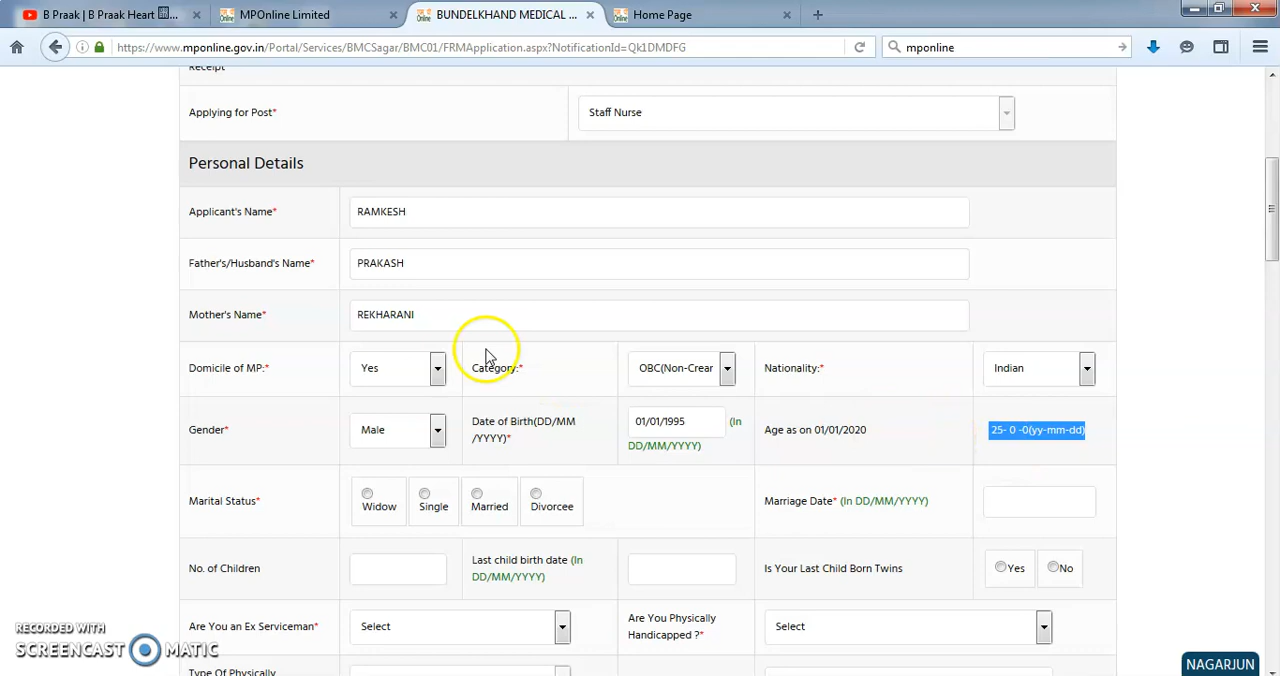 B Praak | B Praak Heart
MPOnline Limited
BUNDELKHAND MEDICAL ...
Home Page
https://www.mponline.gov.in/Portal/Services/BMCSagar/BMC01/FRMApplication.aspx?NotificationId=Qk1DMDFG
mponline
Receipt
Applying for Post*
Staff Nurse
Personal Details
Applicant's Name*
RAMKESH
Father's/Husband's Name*
PRAKASH
Mother's Name*
REKHARANI
Domicile of MP:*
Yes
Category:*
OBC(Non-Crear
Nationality:*
Indian
Gender*
Male
Date of Birth(DD/MM
/YYYY)*
01/01/1995
(In
DD/MM/YYYY)
Age as on 01/01/2020
25- 0 -0(yy-mm-dd)
Marital Status*
Widow
Single
Married
Divorcee
Marriage Date* (In DD/MM/YYYY)
No. of Children
Last child birth date (In
DD/MM/YYYY)
Is Your Last Child Born Twins
Yes
No
Are You an Ex Serviceman*
Select
Are You Physically
Handicapped ?*
Select
Type Of Physically
RECORDED WITH
SCREENCAST MATIC
NAGARJUN